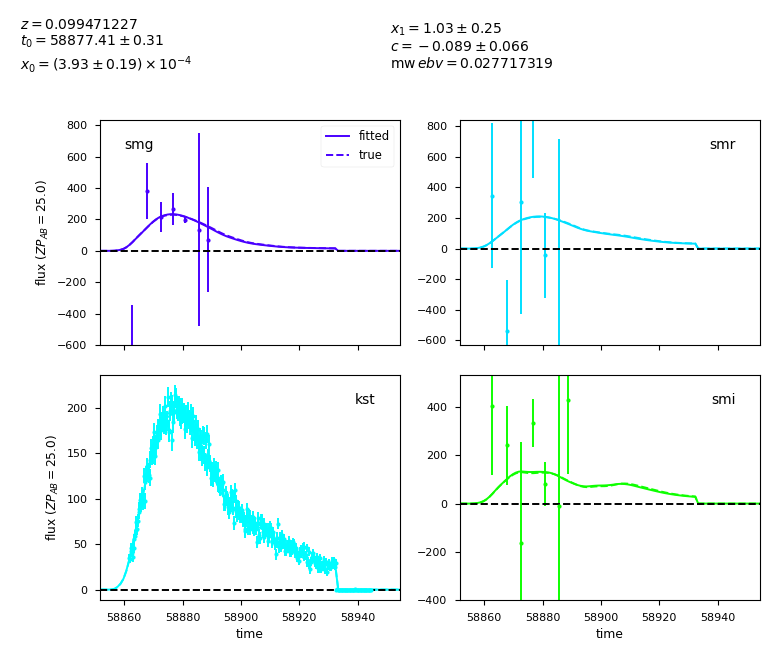 z = 0.099471227
t₀ = 58877.41 ± 0.31
x₀ = (3.93 ± 0.19) × 10⁻⁴
x₁ = 1.03 ± 0.25
c = −0.089 ± 0.066
mw ebv = 0.027717319
smg
fitted
true
800
600
400
200
0
−200
−400
−600
flux (ZP_AB = 25.0)
smr
800
600
400
200
0
−200
−400
−600
kst
200
150
100
50
0
flux (ZP_AB = 25.0)
58860 58880 58900 58920 58940
time
smi
400
200
0
−200
−400
58860 58880 58900 58920 58940
time